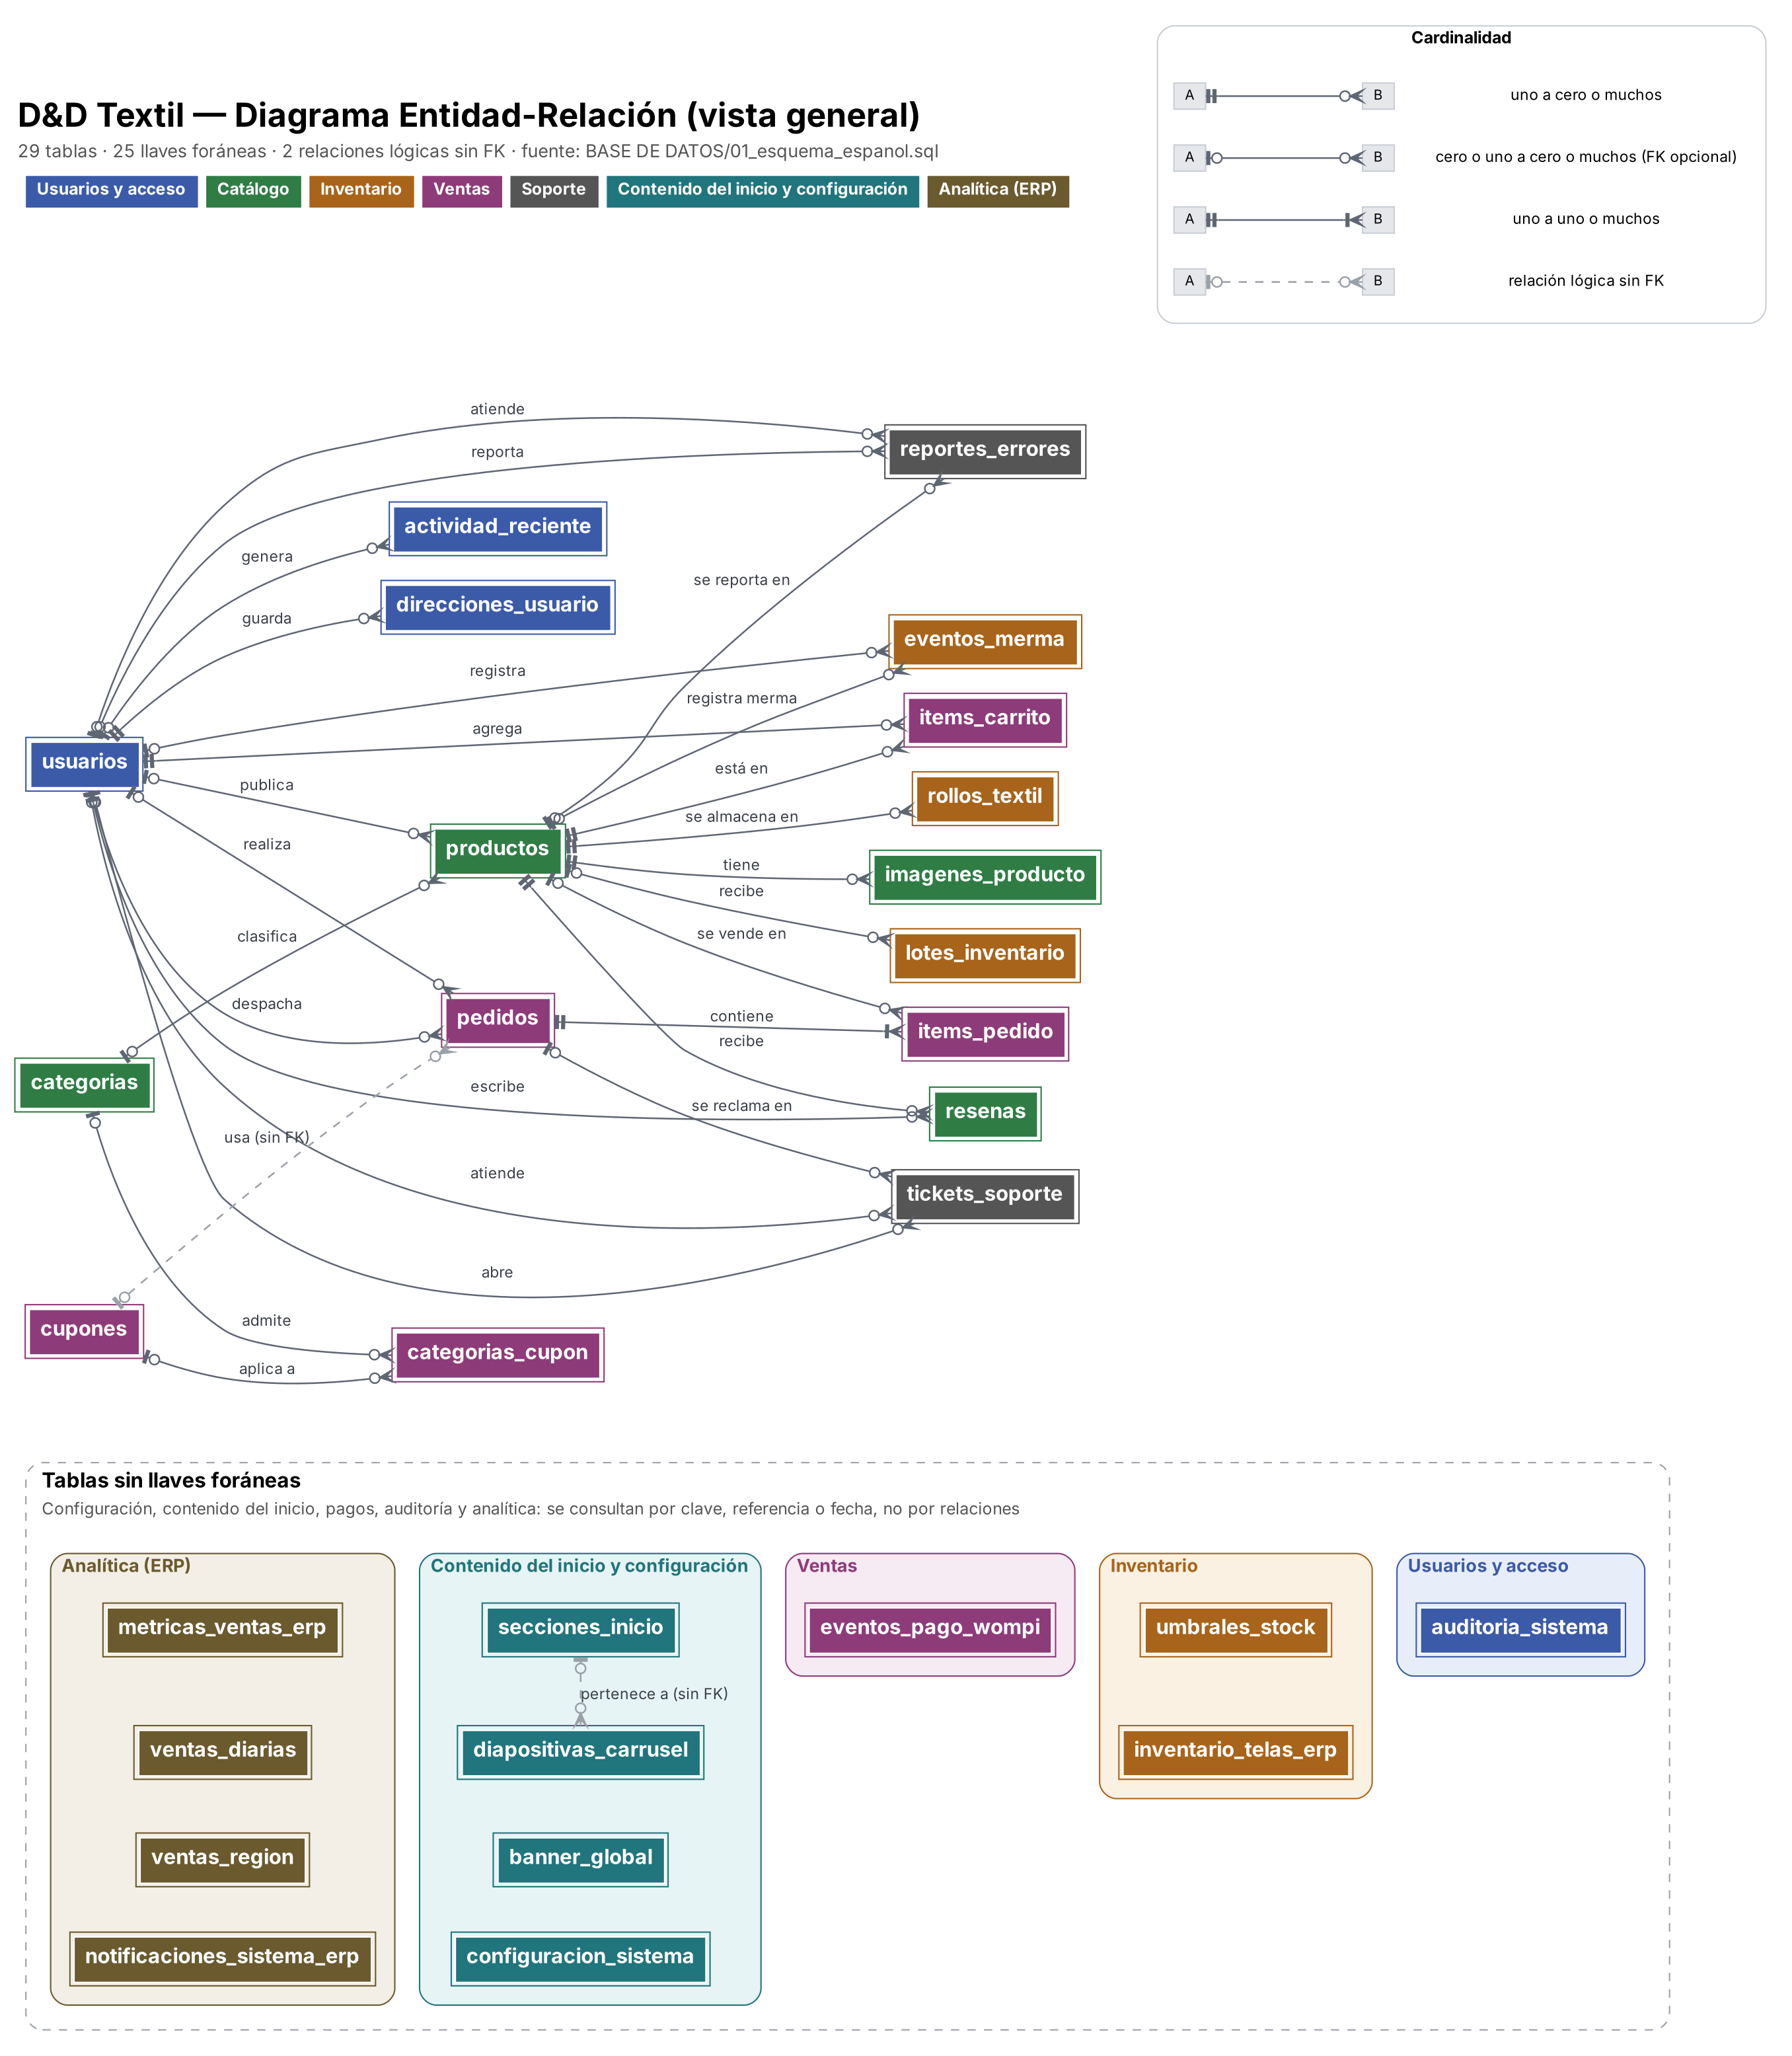 Cardinalidad
A
B
uno a cero o muchos
A
B
cero o uno a cero o muchos (FK opcional)
A
B
uno a uno o muchos
A
B
relación lógica sin FK
D&D Textil — Diagrama Entidad-Relación (vista general)
29 tablas · 25 llaves foráneas · 2 relaciones lógicas sin FK · fuente: BASE DE DATOS/01_esquema_espanol.sql
Usuarios y acceso
Catálogo
Inventario
Ventas
Soporte
Contenido del inicio y configuración
Analítica (ERP)
atiende
reportes_errores
reporta
actividad_reciente
genera
se reporta en
direcciones_usuario
guarda
eventos_merma
registra
registra merma
items_carrito
agrega
usuarios
está en
publica
rollos_textil
se almacena en
realiza
productos
tiene
imagenes_producto
recibe
clasifica
se vende en
lotes_inventario
despacha
pedidos
contiene
items_pedido
recibe
categorias
escribe
se reclama en
resenas
usa (sin FK)
atiende
tickets_soporte
abre
admite
cupones
categorias_cupon
aplica a
Tablas sin llaves foráneas
Configuración, contenido del inicio, pagos, auditoría y analítica: se consultan por clave, referencia o fecha, no por relaciones
Analítica (ERP)
metricas_ventas_erp
ventas_diarias
ventas_region
notificaciones_sistema_erp
Contenido del inicio y configuración
secciones_inicio
pertenece a (sin FK)
diapositivas_carrusel
banner_global
configuracion_sistema
Ventas
eventos_pago_wompi
Inventario
umbrales_stock
inventario_telas_erp
Usuarios y acceso
auditoria_sistema